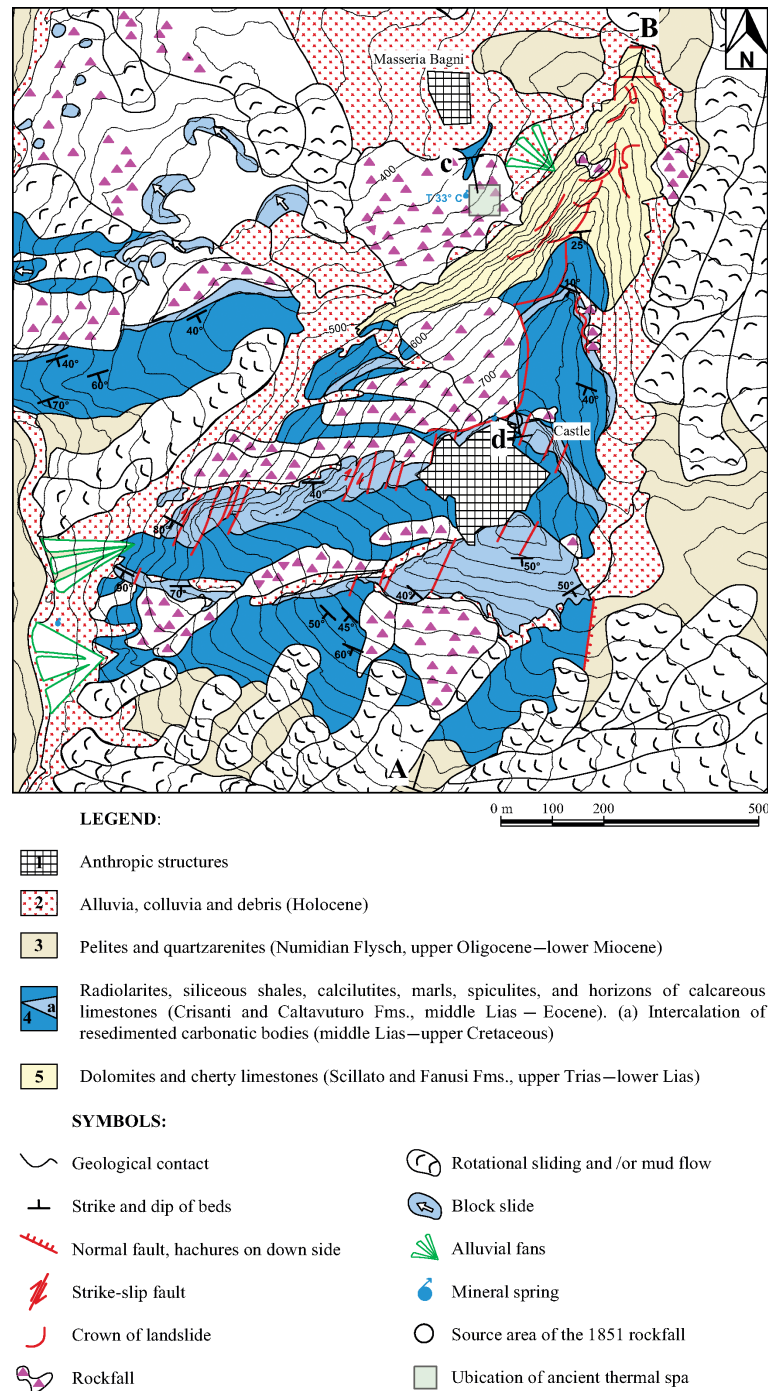 B
N
Masseria Bagni
c
400
T 33° C
25
10°
500
600
40°
40°
60°
70°
700
40°
d
Castle
40°
80°
50°
90°
70°
40°
50°
50°
45°
60°
A
LEGEND:
0 m 100 200 500
1 Anthropic structures
2 Alluvia, colluvia and debris (Holocene)
3 Pelites and quartzarenites (Numidian Flysch, upper Oligocene—lower Miocene)
4 a Radiolarites, siliceous shales, calcilutites, marls, spiculites, and horizons of calcareous
limestones (Crisanti and Caltavuturo Fms., middle Lias — Eocene). (a) Intercalation of
resedimented carbonatic bodies (middle Lias—upper Cretaceous)
5 Dolomites and cherty limestones (Scillato and Fanusi Fms., upper Trias—lower Lias)
SYMBOLS:
Geological contact
Strike and dip of beds
Normal fault, hachures on down side
Strike-slip fault
Crown of landslide
Rockfall
Rotational sliding and /or mud flow
Block slide
Alluvial fans
Mineral spring
Source area of the 1851 rockfall
Ubication of ancient thermal spa